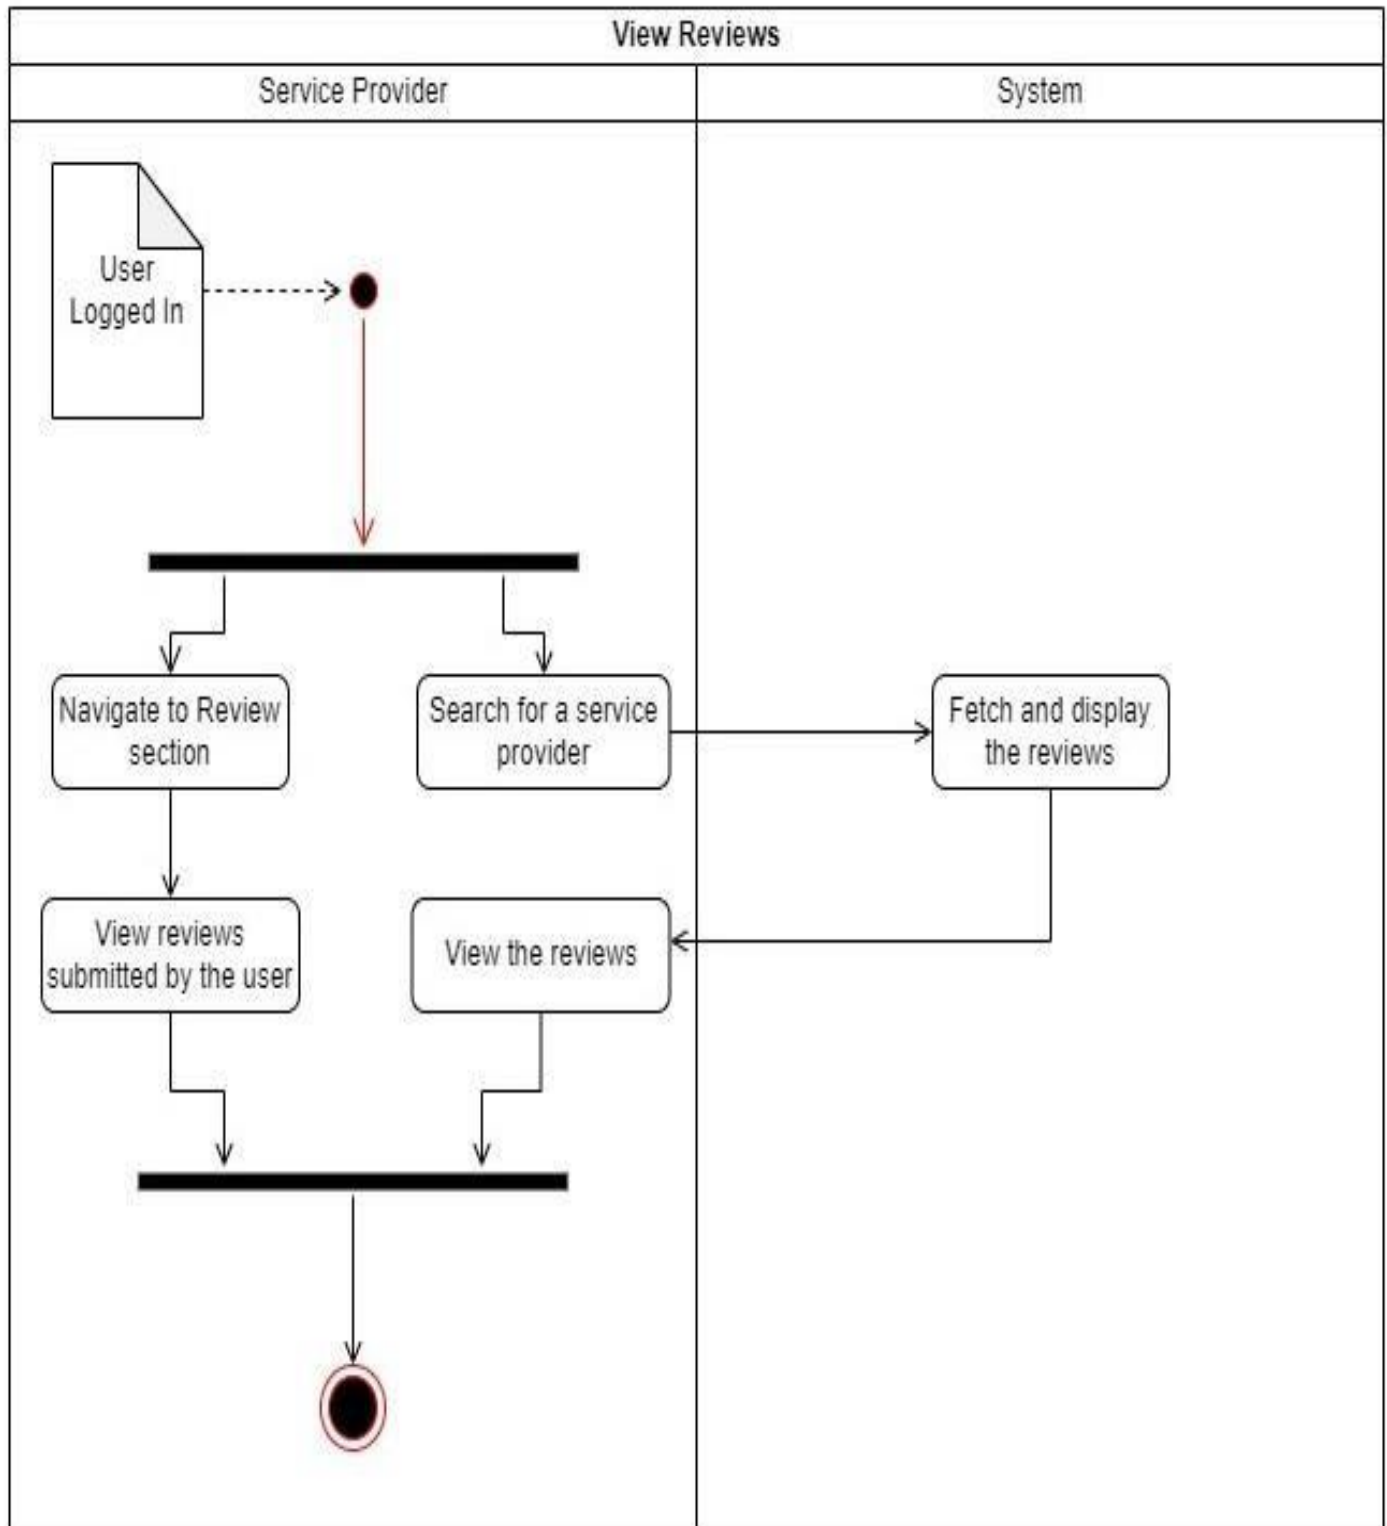 View Reviews
Service Provider
System
User
Logged In
Navigate to Review
section
Search for a service
provider
Fetch and display
the reviews
View reviews
submitted by the user
View the reviews